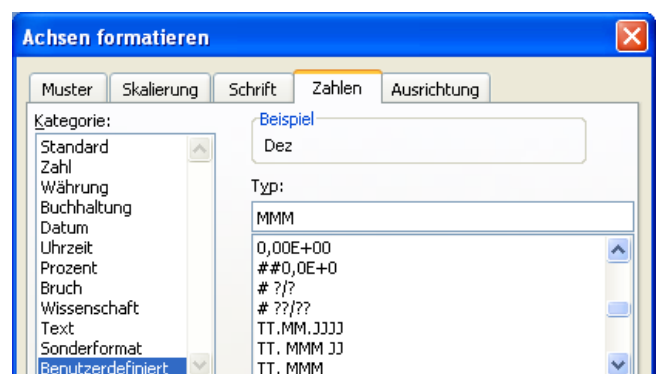 Achsen formatieren
Muster Skalierung Schrift Zahlen Ausrichtung
Kategorie:
Standard
Zahl
Währung
Buchhaltung
Datum
Uhrzeit
Prozent
Bruch
Wissenschaft
Text
Sonderformat
Benutzerdefiniert
Beispiel
Dez
Typ:
MMM
0,00E+00
##0,0E+0
# ?/?
# ??/??
TT.MM.JJJJ
TT. MMM JJ
TT. MMM